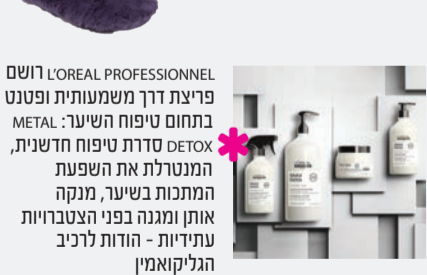 L'OREAL PROFESSIONNEL רושם
פריצת דרך משמעותית ופטנט
בתחום טיפוח השיער: METAL
DETOX סדרת טיפוח חדשנית,
המנטרלת את השפעת
המתכות בשיער, מנקה
אותן ומגנה בפני הצטברויות
עתידיות - הודות לרכיב
הגליקואמין